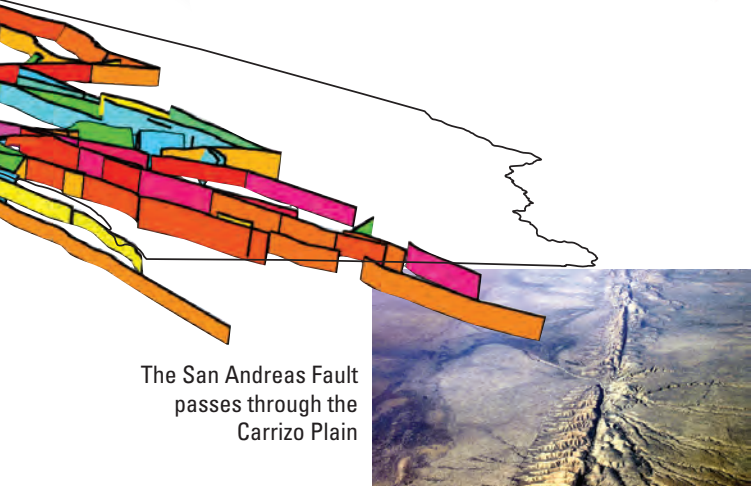 The San Andreas Fault
passes through the
Carrizo Plain